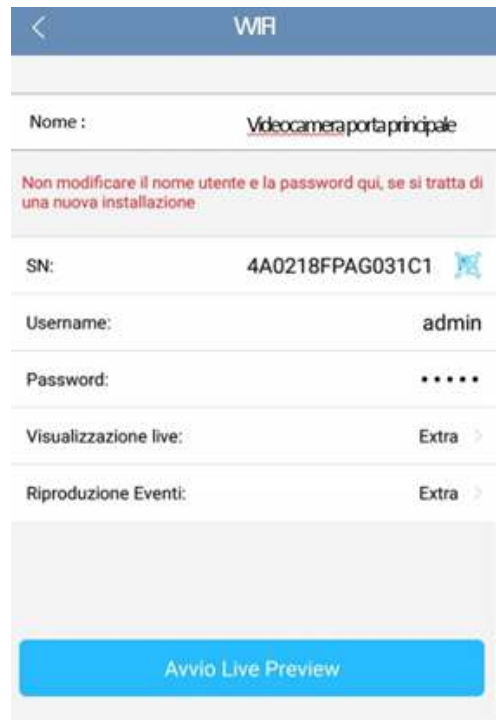 WIFI
Nome :
Videocamera porta principale
Non modificare il nome utente e la password qui, se si tratta di
una nuova installazione
SN: 4A0218FPAG031C1
Username: admin
Password: •••••
Visualizzazione live: Extra
Riproduzione Eventi: Extra
Avvio Live Preview